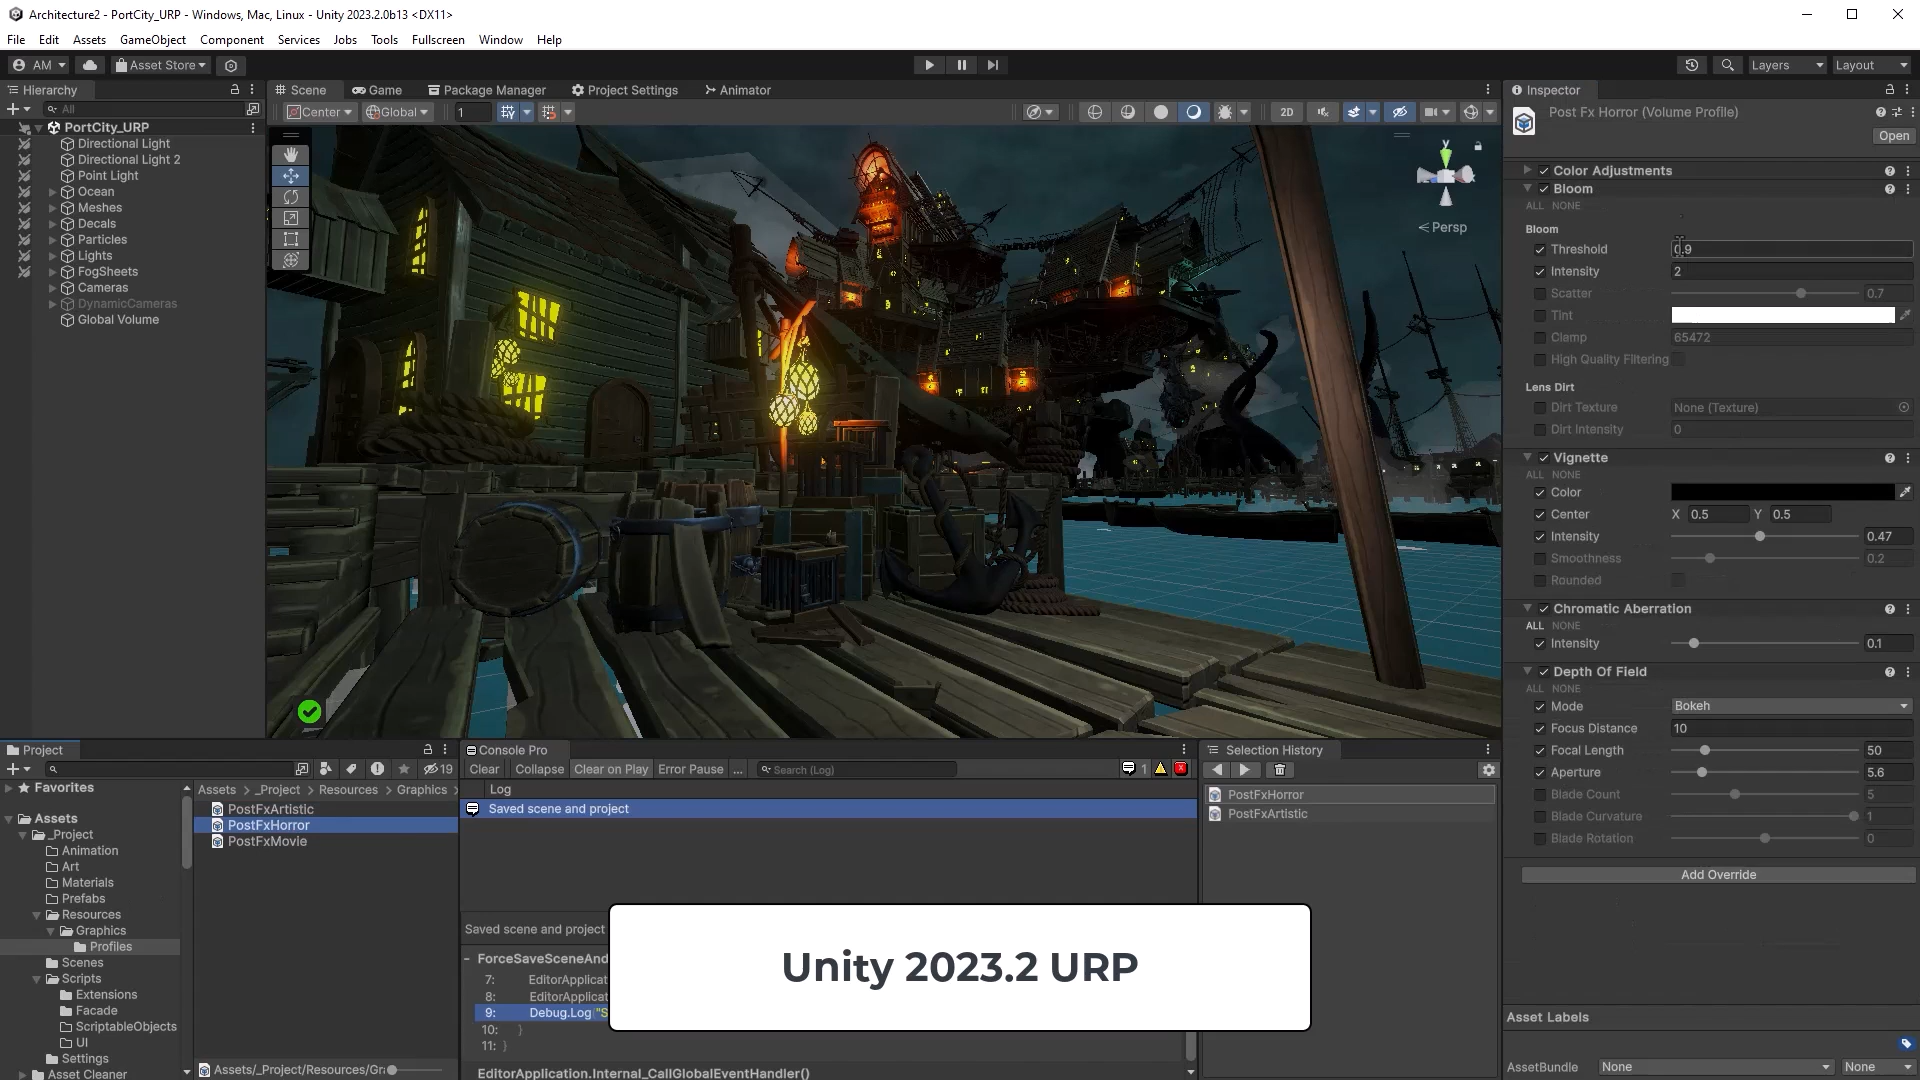 Architecture2 - PortCity_URP - Windows, Mac, Linux - Unity 2023.2.0b13 <DX11>
File Edit Assets GameObject Component Services Jobs Tools Fullscreen Window Help
AM Asset Store Layers Layout
Hierarchy
All
PortCity_URP
Directional Light
Directional Light 2
Point Light
Ocean
Meshes
Decals
Particles
Lights
FogSheets
Cameras
DynamicCameras
Global Volume
Scene Game Package Manager Project Settings Animator
Center Global 1 2D
y
Persp
Inspector
Post Fx Horror (Volume Profile)
Open
Color Adjustments
Bloom
ALL NONE
Bloom
Threshold 0.9
Intensity 2
Scatter 0.7
Tint
Clamp 65472
High Quality Filtering
Lens Dirt
Dirt Texture None (Texture)
Dirt Intensity 0
Vignette
ALL NONE
Color
Center X 0.5 Y 0.5
Intensity 0.47
Smoothness 0.2
Rounded
Chromatic Aberration
ALL NONE
Intensity 0.1
Depth Of Field
ALL NONE
Mode Bokeh
Focus Distance 10
Focal Length 50
Aperture 5.6
Blade Count 5
Blade Curvature 1
Blade Rotation 0
Add Override
Asset Labels
AssetBundle None None
Project
19
Favorites
Assets
_Project
Animation
Art
Materials
Prefabs
Resources
Graphics
Profiles
Scenes
Scripts
Extensions
Facade
ScriptableObjects
UI
Settings
Asset Cleaner
Assets > _Project > Resources > Graphics >
PostFxArtistic
PostFxHorror
PostFxMovie
Assets/_Project/Resources/Gra
Console Pro
Clear Collapse Clear on Play Error Pause ... Search (Log) 1
Log
Saved scene and project
Saved scene and project
- ForceSaveSceneAnd
7: EditorApplicat
8: EditorApplicat
9: Debug.Log("S
10: }
11: }
EditorApplication.Internal_CallGlobalEventHandler()
Selection History
PostFxHorror
PostFxArtistic
Unity 2023.2 URP